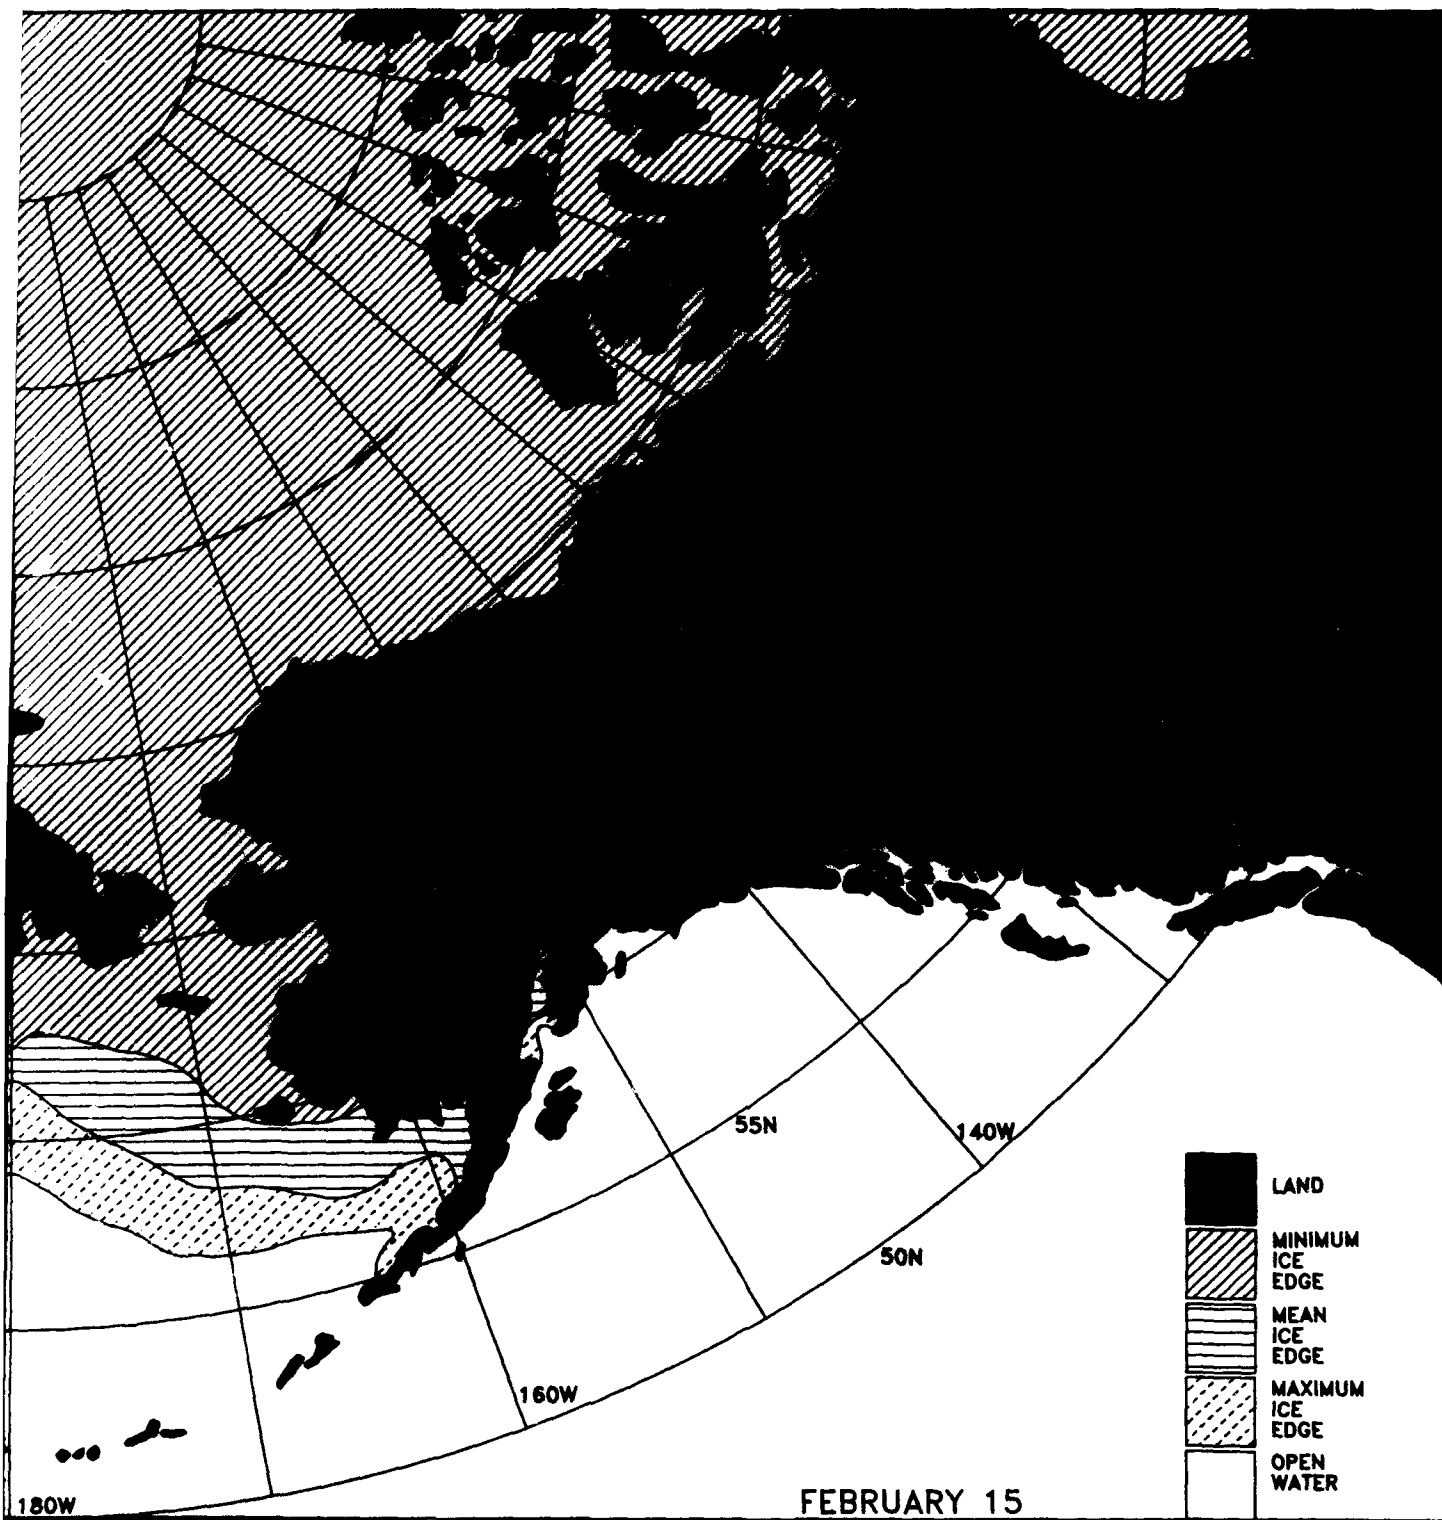 55N
140W
50N
160W
180W
FEBRUARY 15
LAND
MINIMUM
ICE
EDGE
MEAN
ICE
EDGE
MAXIMUM
ICE
EDGE
OPEN
WATER